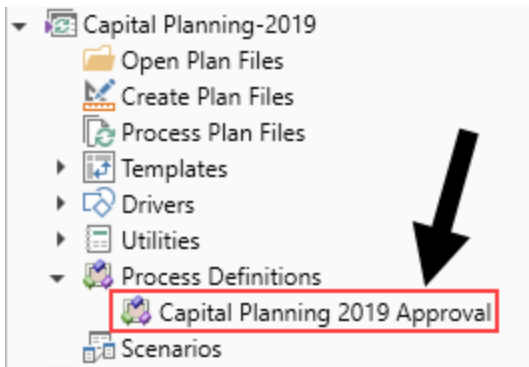 Capital Planning-2019
Open Plan Files
Create Plan Files
Process Plan Files
Templates
Drivers
Utilities
Process Definitions
Capital Planning 2019 Approval
Scenarios